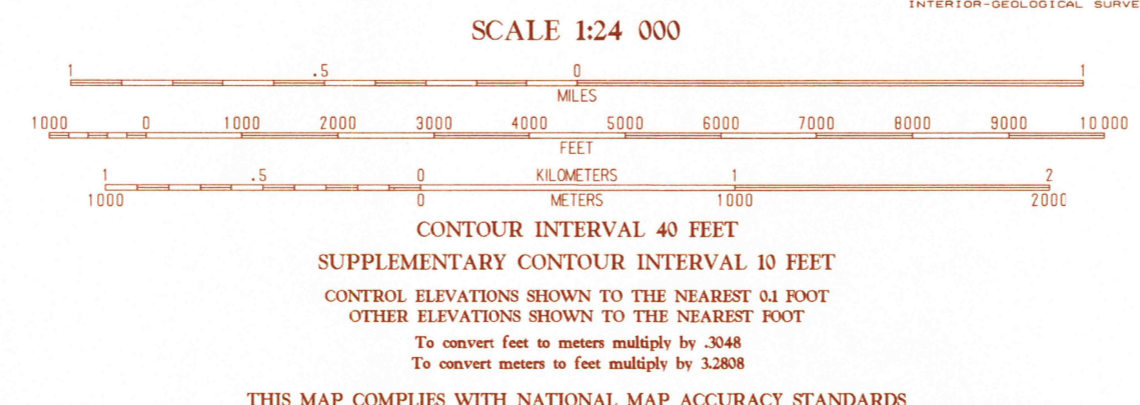 INTERIOR-GEOLOGICAL SURVE
SCALE 1:24 000
1 .5 0 1
MILES
1000 0 1000 2000 3000 4000 5000 6000 7000 8000 9000 10 000
FEET
1 .5 0 KILOMETERS 1 2
1000 0 METERS 1000 2000
CONTOUR INTERVAL 40 FEET
SUPPLEMENTARY CONTOUR INTERVAL 10 FEET
CONTROL ELEVATIONS SHOWN TO THE NEAREST 0.1 FOOT
OTHER ELEVATIONS SHOWN TO THE NEAREST FOOT
To convert feet to meters multiply by .3048
To convert meters to feet multiply by 3.2808
THIS MAP COMPLIES WITH NATIONAL MAP ACCURACY STANDARDS